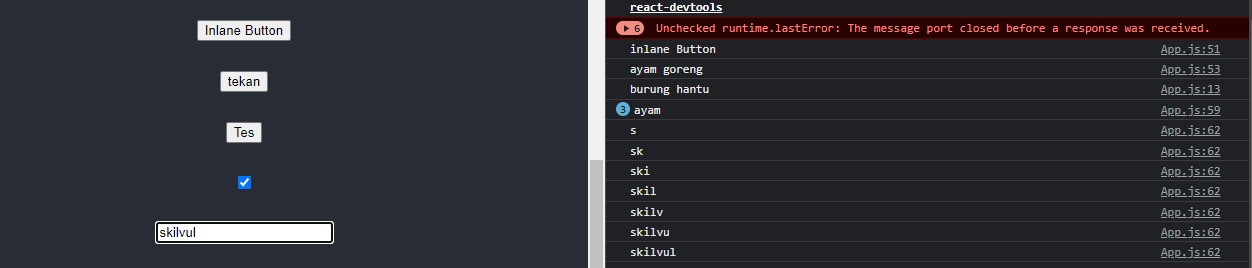 Inlane Button
tekan
Tes
skilvul
react-devtools
6 Unchecked runtime.lastError: The message port closed before a response was received.
inlane Button App.js:51
ayam goreng App.js:53
burung hantu App.js:13
3 ayam App.js:59
s App.js:62
sk App.js:62
ski App.js:62
skil App.js:62
skilv App.js:62
skilvu App.js:62
skilvul App.js:62